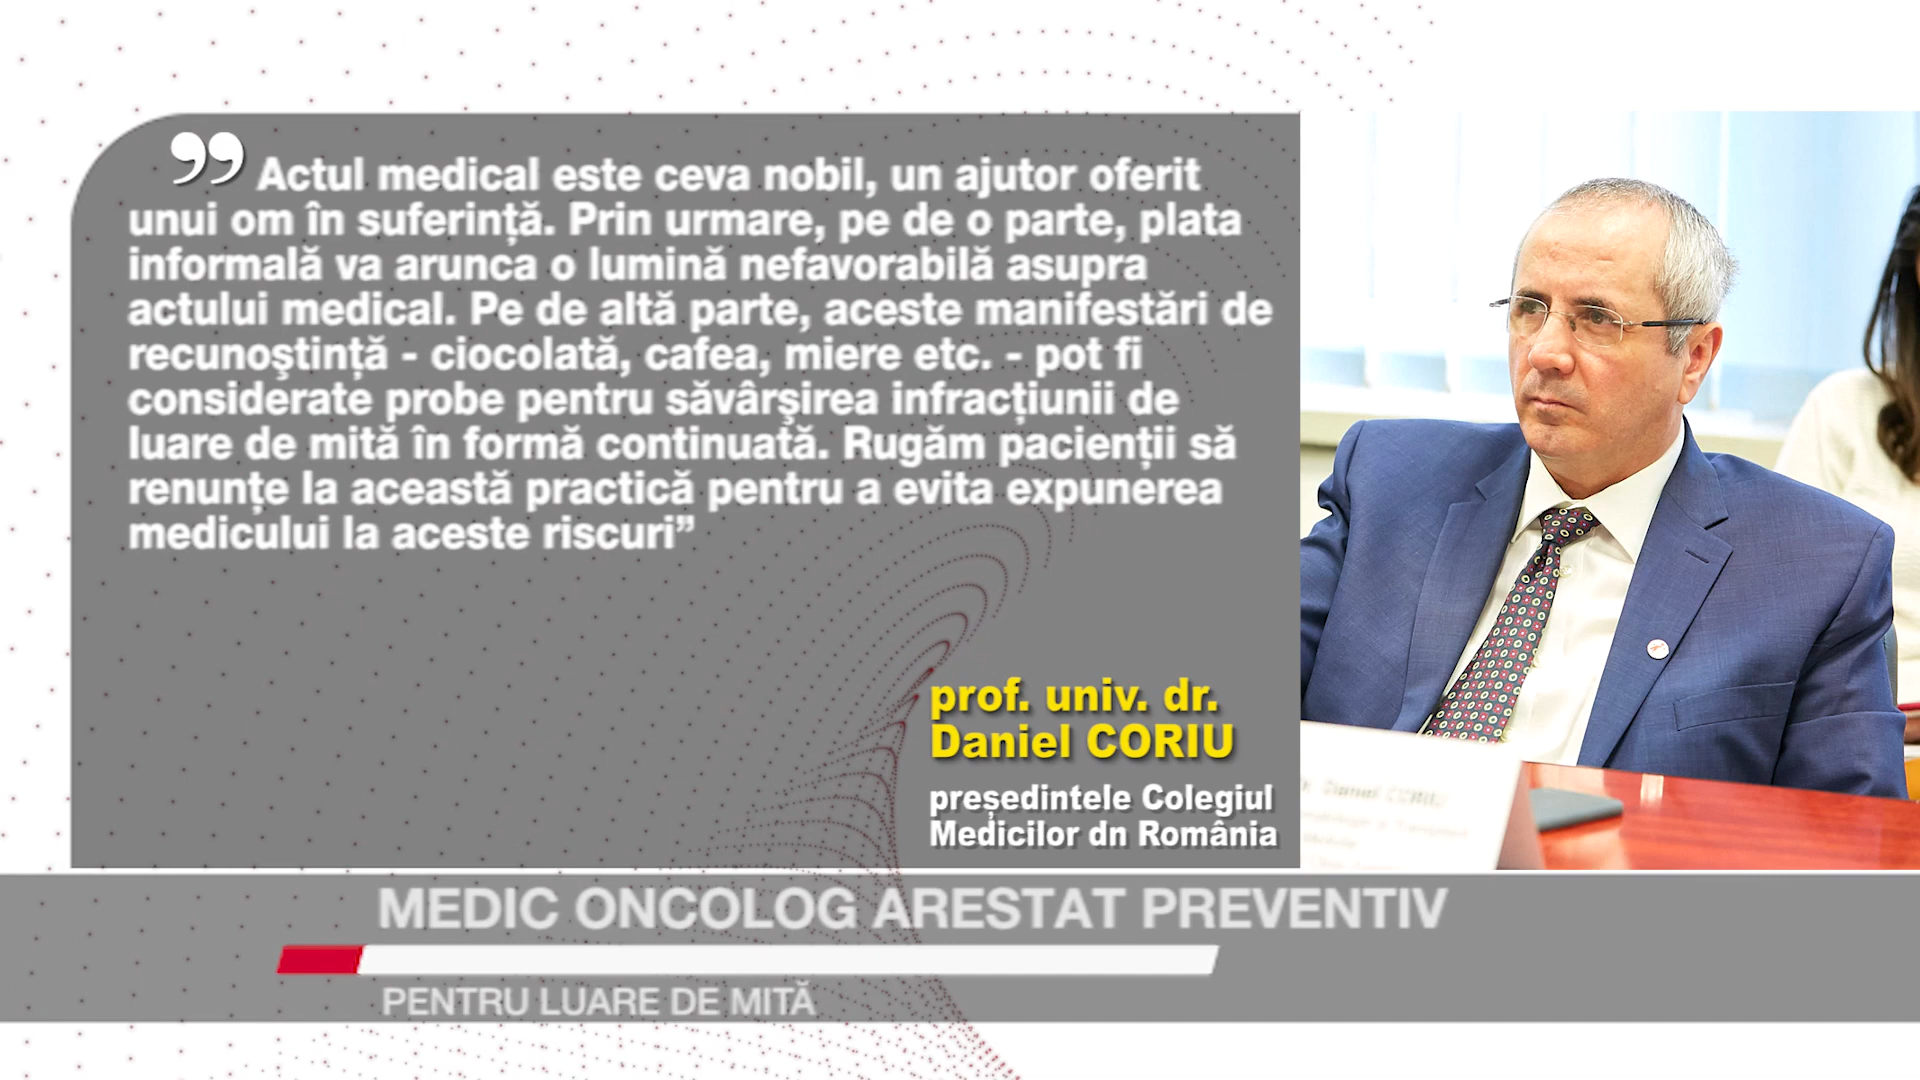 ” Actul medical este ceva nobil, un ajutor oferit
unui om în suferință. Prin urmare, pe de o parte, plata
informală va arunca o lumină nefavorabilă asupra
actului medical. Pe de altă parte, aceste manifestări de
recunoştință - ciocolată, cafea, miere etc. - pot fi
considerate probe pentru săvârşirea infracțiunii de
luare de mită în formă continuată. Rugăm pacienții să
renunțe la această practică pentru a evita expunerea
medicului la aceste riscuri”
prof. univ. dr.
Daniel CORIU
președintele Colegiul
Medicilor dn România
Daniel CORIU
MEDIC ONCOLOG ARESTAT PREVENTIV
PENTRU LUARE DE MITĂ